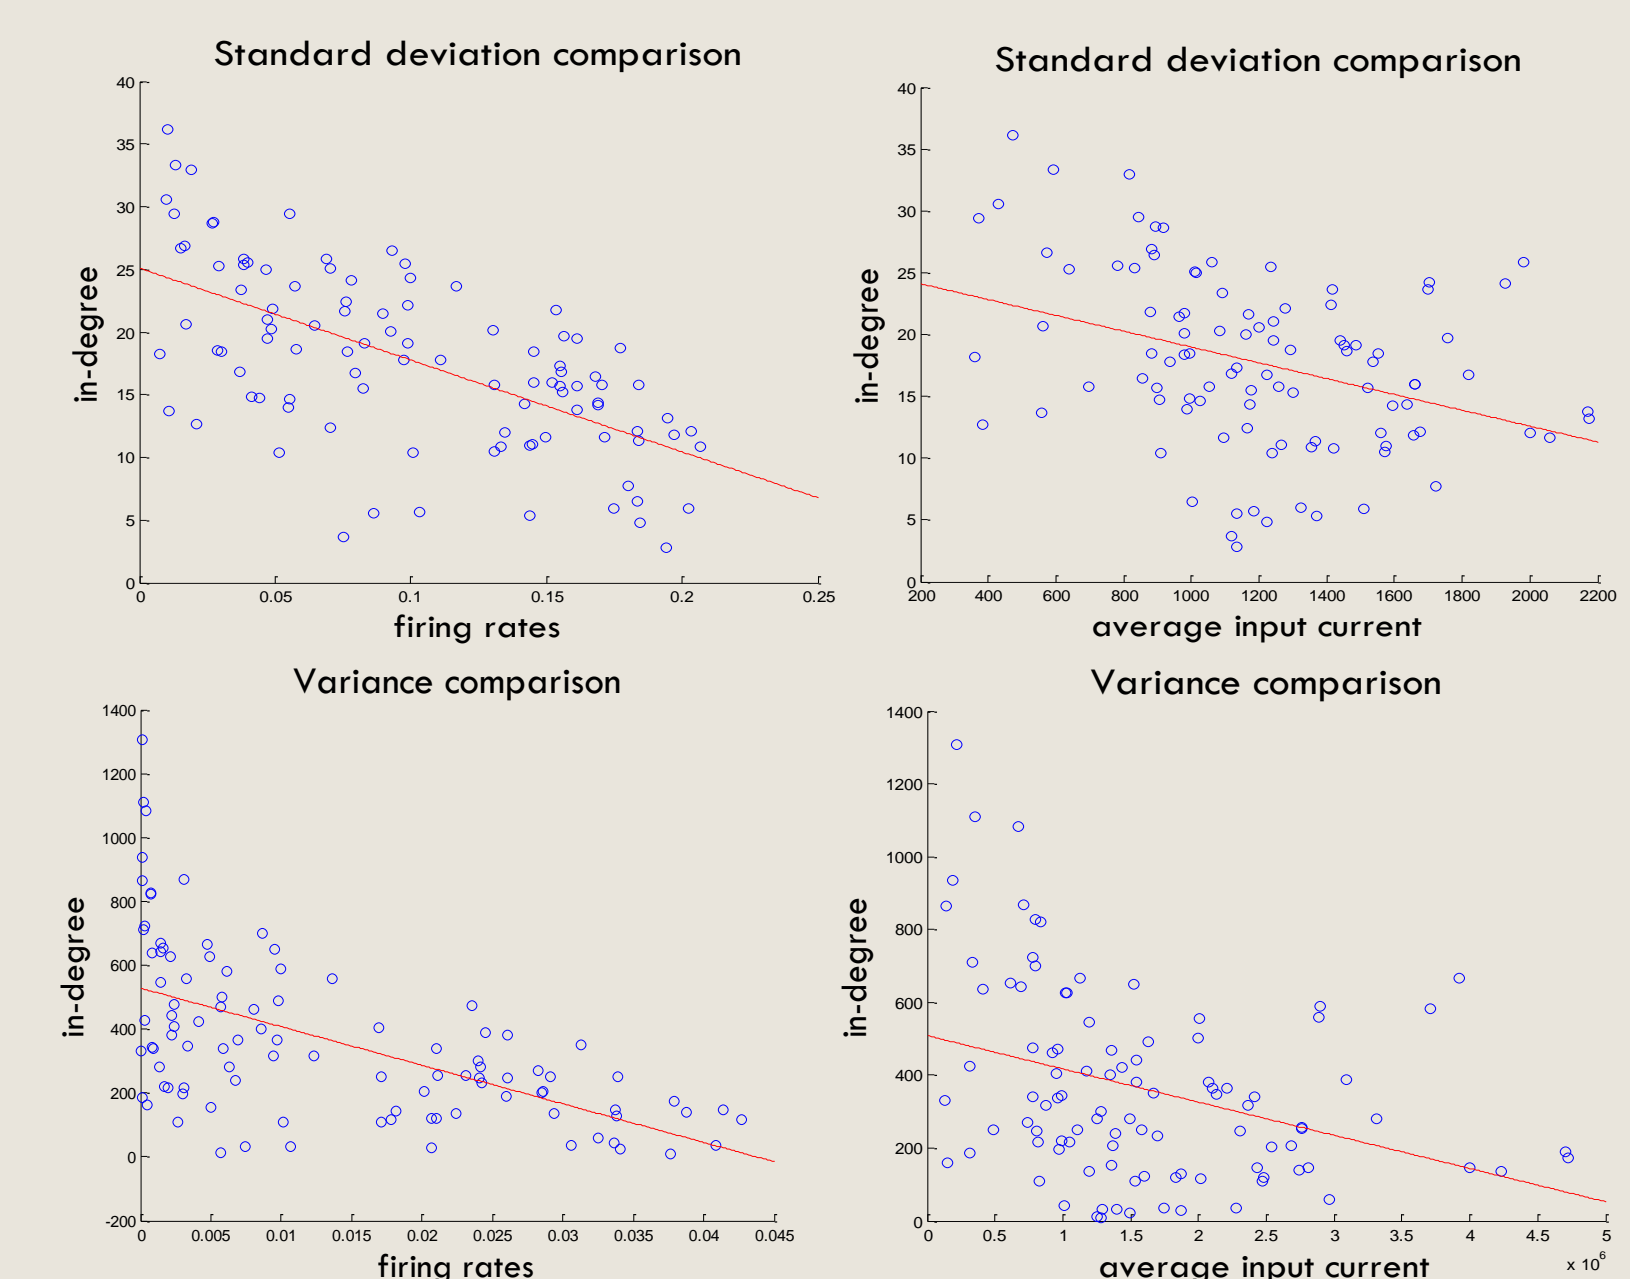 Standard deviation comparison
40
35
30
25
20
15
10
5
0
in-degree
0 0.05 0.1 0.15 0.2 0.25
firing rates
Standard deviation comparison
40
35
30
25
20
15
10
5
0
in-degree
200 400 600 800 1000 1200 1400 1600 1800 2000 2200
average input current
Variance comparison
1400
1200
1000
800
600
400
200
0
-200
in-degree
0 0.005 0.01 0.015 0.02 0.025 0.03 0.035 0.04 0.045
firing rates
Variance comparison
1400
1200
1000
800
600
400
200
0
in-degree
0 0.5 1 1.5 2 2.5 3 3.5 4 4.5 5
x 10⁶
average input current